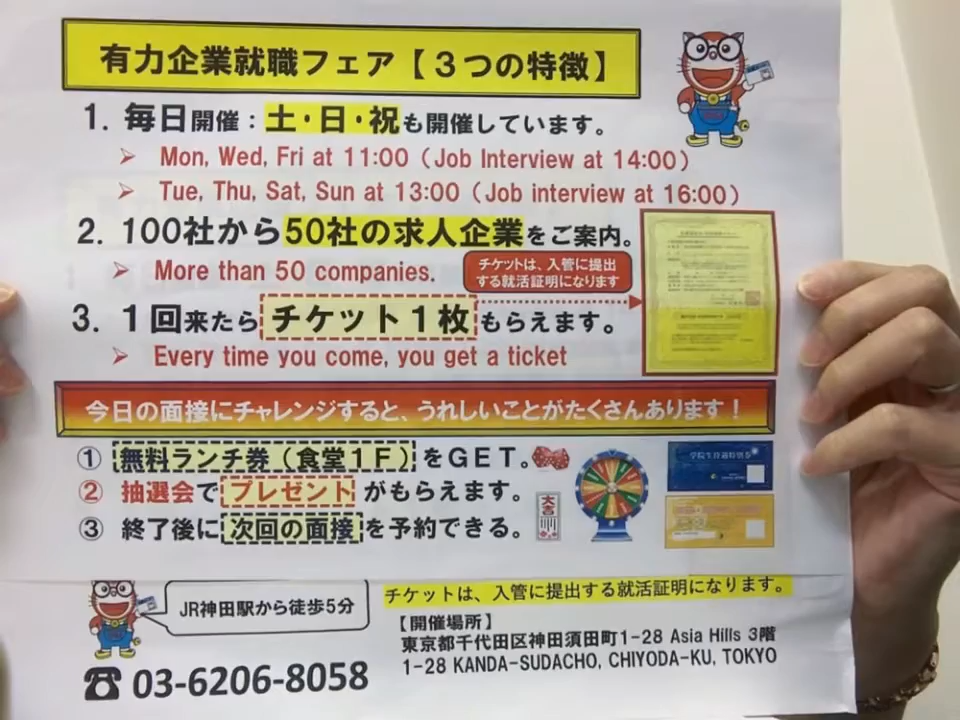 有力企業就職フェア【３つの特徴】
1. 毎日開催：土・日・祝も開催しています。
➢ Mon, Wed, Fri at 11:00（Job Interview at 14:00）
➢ Tue, Thu, Sat, Sun at 13:00（Job interview at 16:00）
2. 100社から50社の求人企業をご案内。
➢ More than 50 companies.
チケットは、入管に提出
する就活証明になります
3. 1回来たらチケット１枚もらえます。
➢ Every time you come, you get a ticket
今日の面接にチャレンジすると、うれしいことがたくさんあります！
① 無料ランチ券（食堂１F）をＧＥＴ。
② 抽選会でプレゼントがもらえます。
③ 終了後に次回の面接を予約できる。
大吉
JR神田駅から徒歩5分
☎ 03-6206-8058
チケットは、入管に提出する就活証明になります。
【開催場所】
東京都千代田区神田須田町1-28 Asia Hills 3階
1-28 KANDA-SUDACHO, CHIYODA-KU, TOKYO